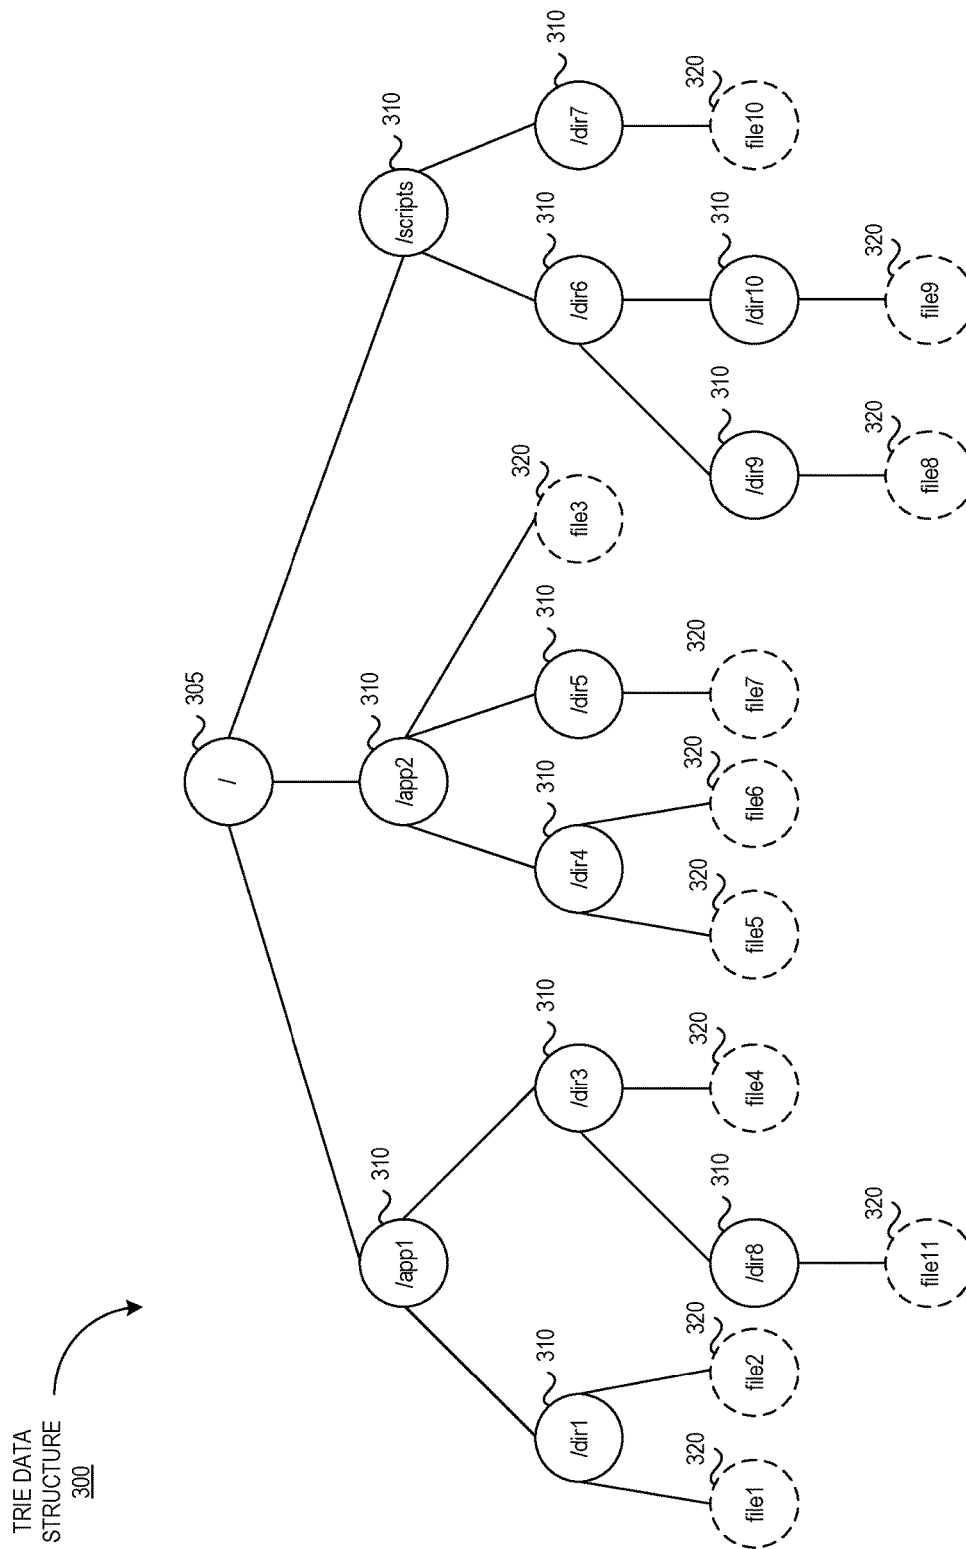 TRIE DATA
STRUCTURE
300
305
/
310
/app1
310
/app2
310
/scripts
310
/dir1
310
/dir3
310
/dir4
310
/dir5
320
file3
310
/dir6
310
/dir7
320
file1
320
file2
310
/dir8
320
file4
320
file5
320
file6
320
file7
310
/dir9
310
/dir10
320
file10
320
file11
320
file8
320
file9